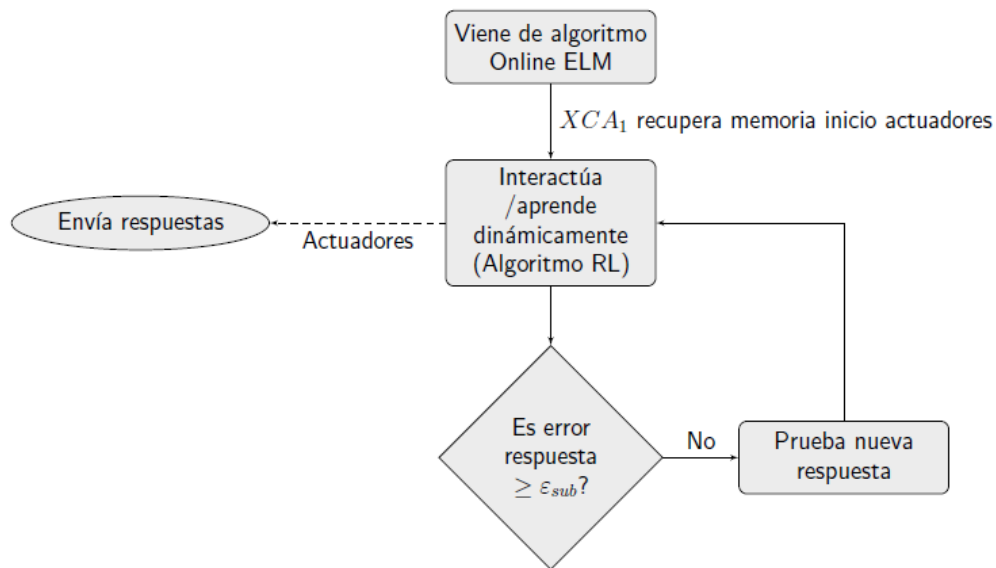 Viene de algoritmo
Online ELM
XCA₁ recupera memoria inicio actuadores
Interactúa
/aprende
dinámicamente
(Algoritmo RL)
Envía respuestas
Actuadores
Es error
respuesta
≥ εsub?
No
Prueba nueva
respuesta